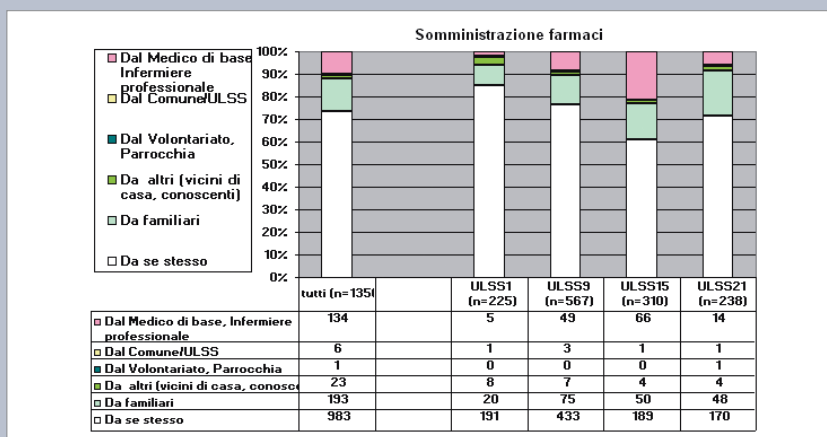 Somministrazione farmaci
Dal Medico di base
Infermiere
professionale
Dal Comune/ULSS
Dal Volontariato,
Parrocchia
Da altri (vicini di
casa, conoscenti)
Da familiari
Da se stesso
100%
90%
80%
70%
60%
50%
40%
30%
20%
10%
0%
tutti (n=135 ULSS1 ULSS9 ULSS15 ULSS21
(n=225) (n=567) (n=310) (n=238)
Dal Medico di base, Infermiere 134 5 49 66 14
professionale
Dal Comune/ULSS 6 1 3 1 1
Dal Volontariato, Parrocchia 1 0 0 0 1
Da altri (vicini di casa, conosce 23 8 7 4 4
Da familiari 193 20 75 50 48
Da se stesso 983 191 433 189 170